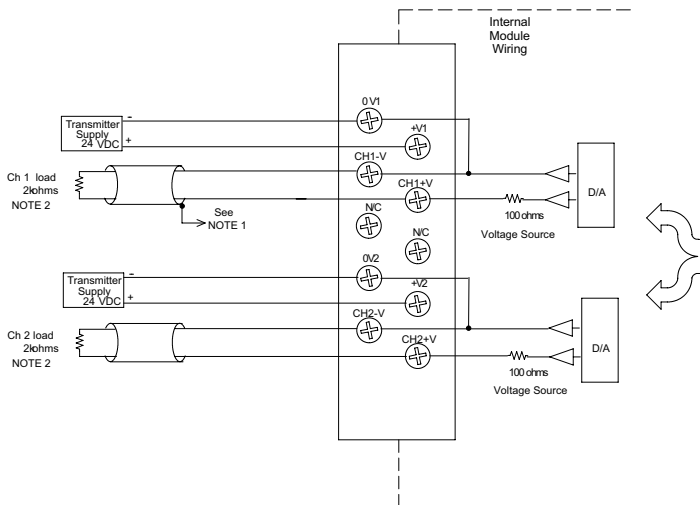 Internal
Module
Wiring
0 V1
Transmitter
Supply
24 VDC
-
+
+V1
CH1-V
Ch 1 load
2kohms
NOTE 2
CH1+V
D/A
See
NOTE 1
N/C
100 ohms
Voltage Source
N/C
0V2
Transmitter
Supply
24 VDC
-
+
+V2
CH2-V
Ch 2 load
2kohms
NOTE 2
CH2+V
D/A
100 ohms
Voltage Source